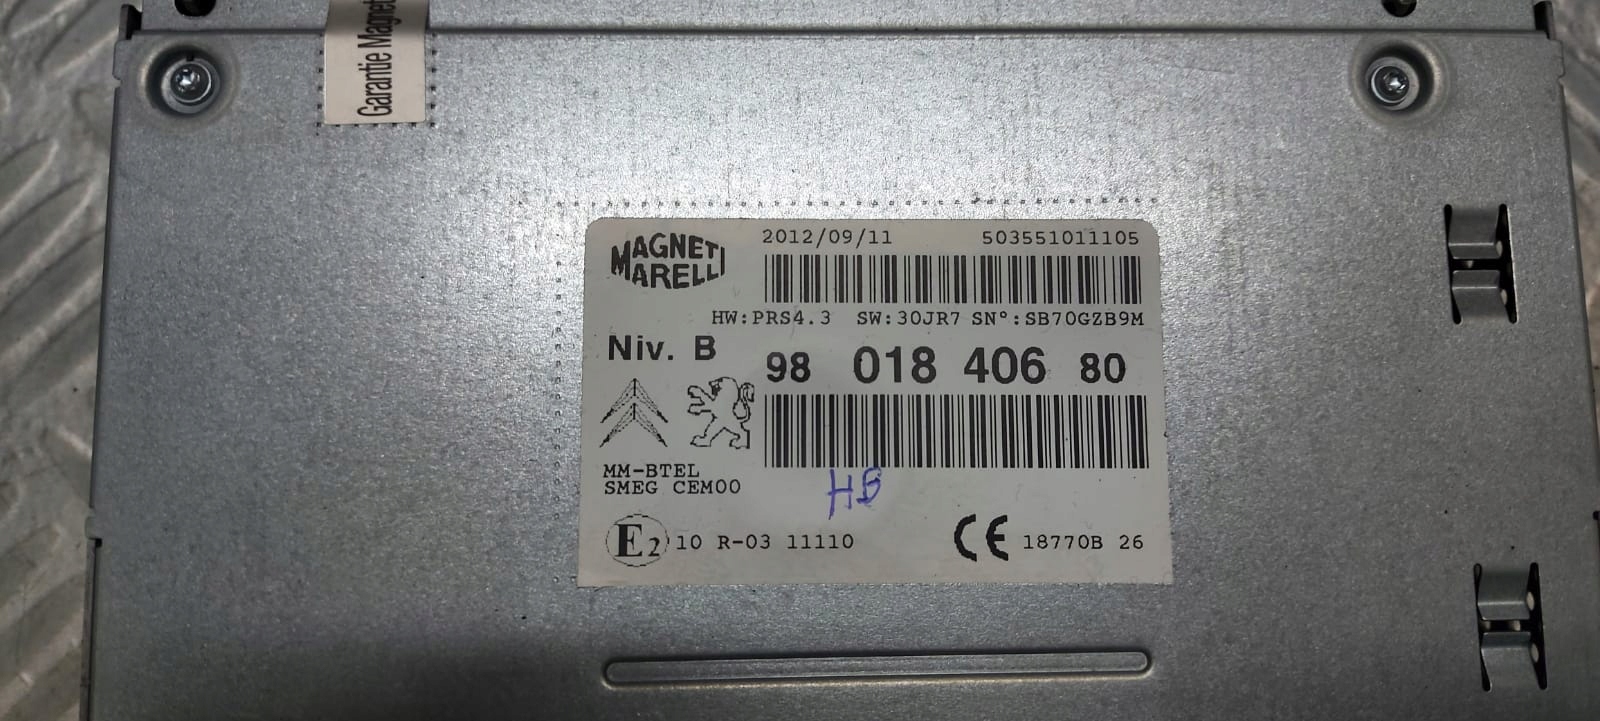 Garantie Magnet
MAGNETI
MARELLI
2012/09/11 503551011105
HW:PRS4.3 SW:30JR7 SN°:SB70GZB9M
Niv. B
98 018 406 80
MM-BTEL
SMEG CEM00
HB
E2 10 R-03 11110
CE 18770B 26